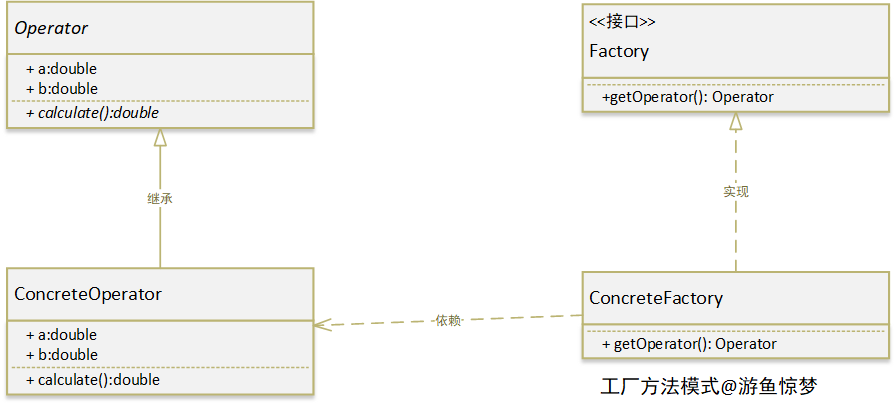 Operator
+ a:double
+ b:double
+ calculate():double
<<接口>>
Factory
+getOperator(): Operator
继承
实现
ConcreteOperator
+ a:double
+ b:double
+ calculate():double
依赖
ConcreteFactory
+ getOperator(): Operator
工厂方法模式@游鱼惊梦